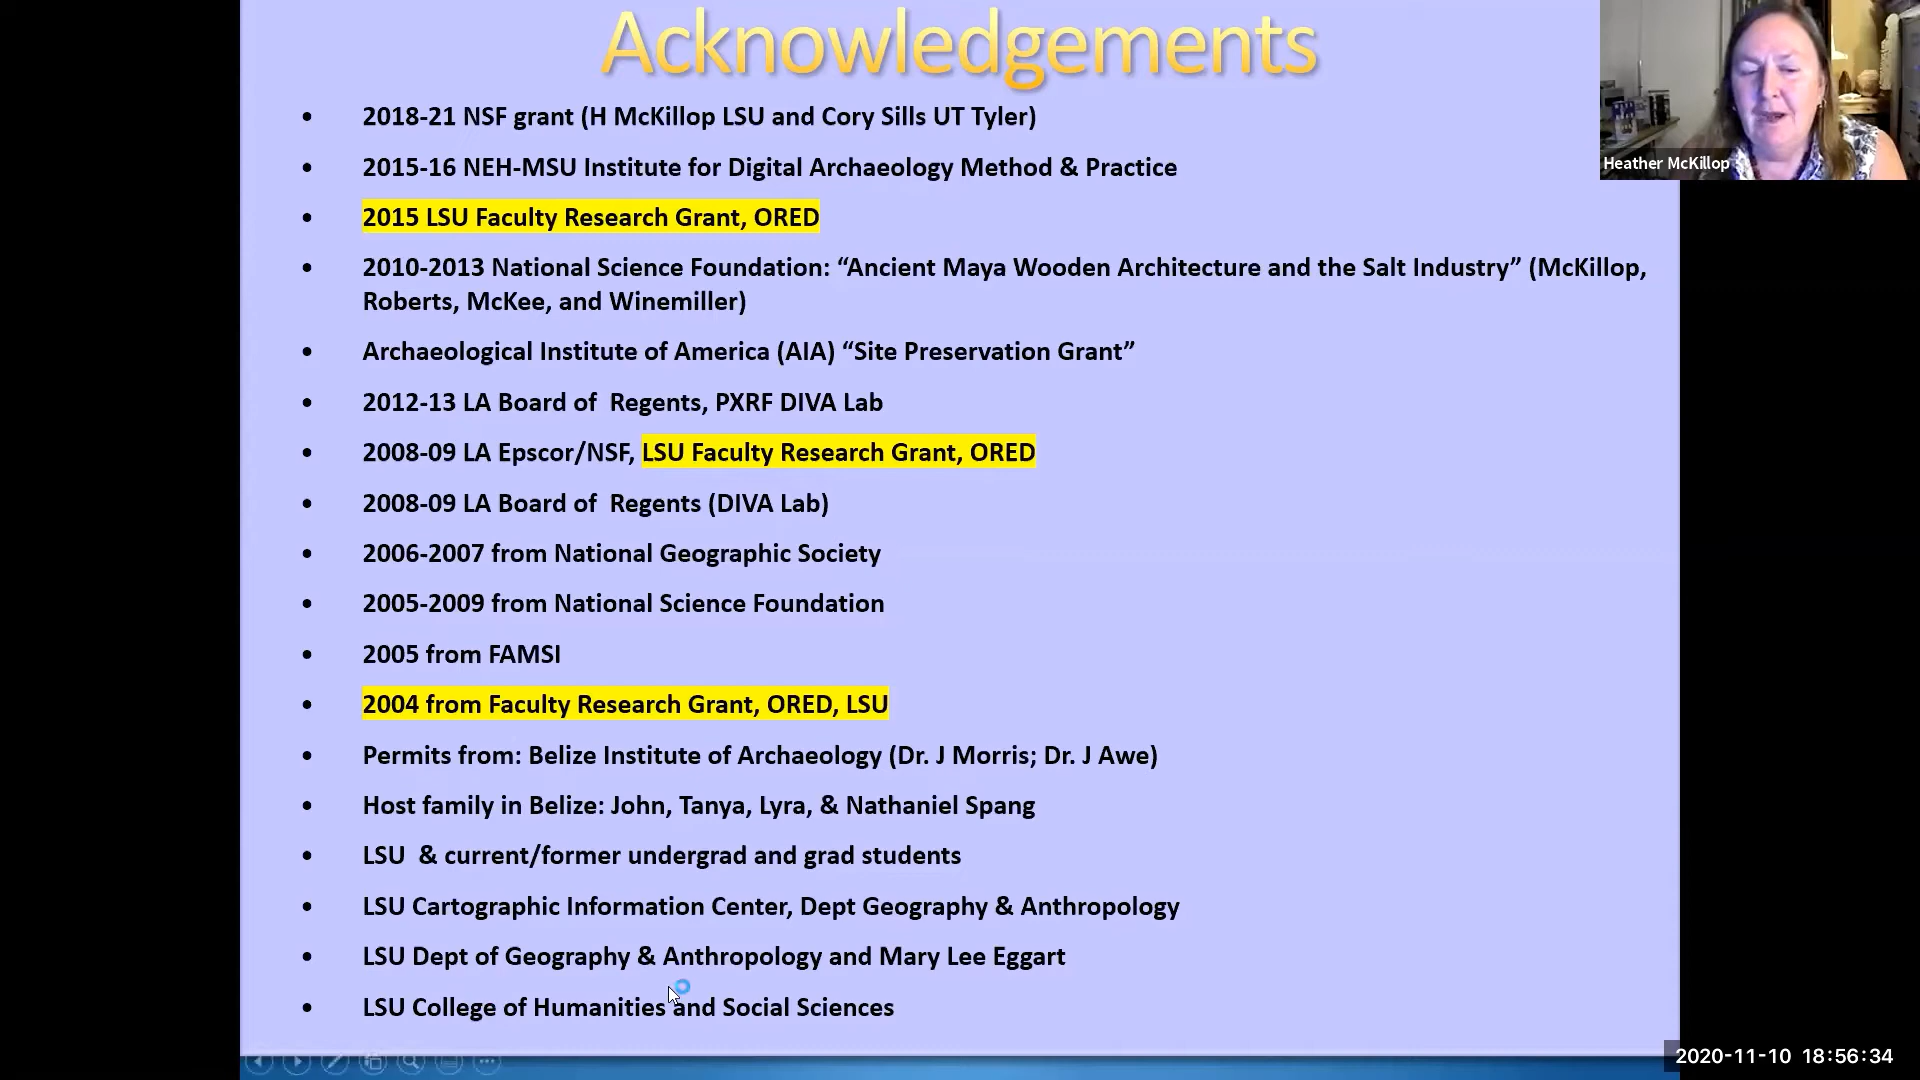 Acknowledgements
• 2018-21 NSF grant (H McKillop LSU and Cory Sills UT Tyler)
• 2015-16 NEH-MSU Institute for Digital Archaeology Method & Practice
• 2015 LSU Faculty Research Grant, ORED
• 2010-2013 National Science Foundation: “Ancient Maya Wooden Architecture and the Salt Industry” (McKillop,
Roberts, McKee, and Winemiller)
• Archaeological Institute of America (AIA) “Site Preservation Grant”
• 2012-13 LA Board of  Regents, PXRF DIVA Lab
• 2008-09 LA Epscor/NSF, LSU Faculty Research Grant, ORED
• 2008-09 LA Board of  Regents (DIVA Lab)
• 2006-2007 from National Geographic Society
• 2005-2009 from National Science Foundation
• 2005 from FAMSI
• 2004 from Faculty Research Grant, ORED, LSU
• Permits from: Belize Institute of Archaeology (Dr. J Morris; Dr. J Awe)
• Host family in Belize: John, Tanya, Lyra, & Nathaniel Spang
• LSU  & current/former undergrad and grad students
• LSU Cartographic Information Center, Dept Geography & Anthropology
• LSU Dept of Geography & Anthropology and Mary Lee Eggart
• LSU College of Humanities and Social Sciences
Heather McKillop
2020-11-10 18:56:34